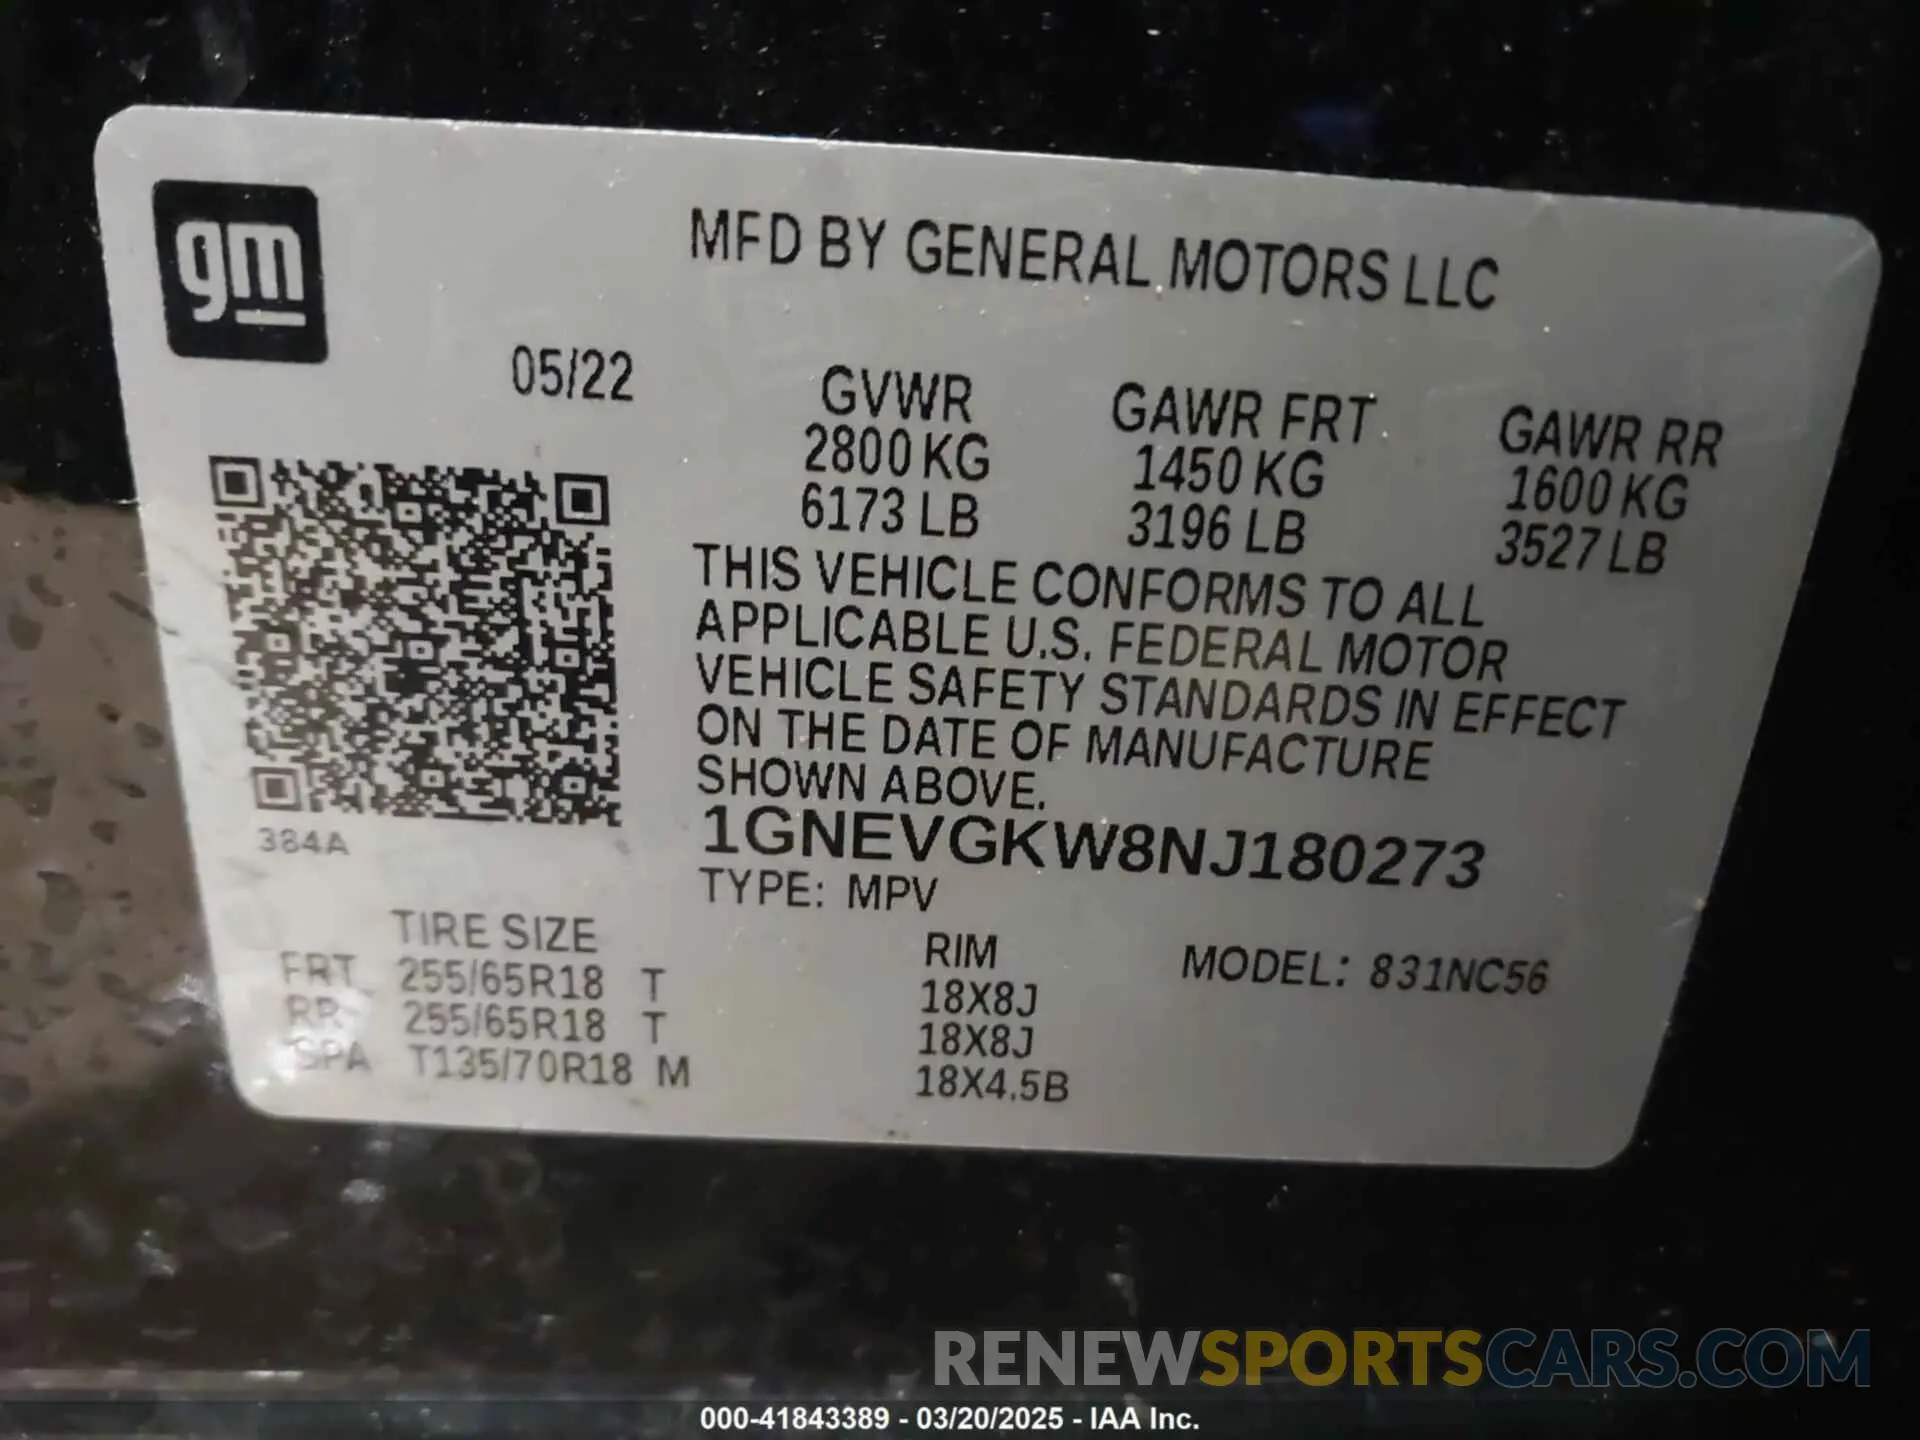 gm
MFD BY GENERAL MOTORS LLC
05/22
GVWR GAWR FRT GAWR RR
2800 KG 1450 KG 1600 KG
6173 LB 3196 LB 3527 LB
THIS VEHICLE CONFORMS TO ALL
APPLICABLE U.S. FEDERAL MOTOR
VEHICLE SAFETY STANDARDS IN EFFECT
ON THE DATE OF MANUFACTURE
SHOWN ABOVE.
384A
1GNEVGKW8NJ180273
TYPE: MPV
TIRE SIZE RIM MODEL: 831NC56
FRT 255/65R18 T 18X8J
RR 255/65R18 T 18X8J
SPA T135/70R18 M 18X4.5B
RENEWSPORTSCARS.COM
000-41843389 - 03/20/2025 - IAA Inc.